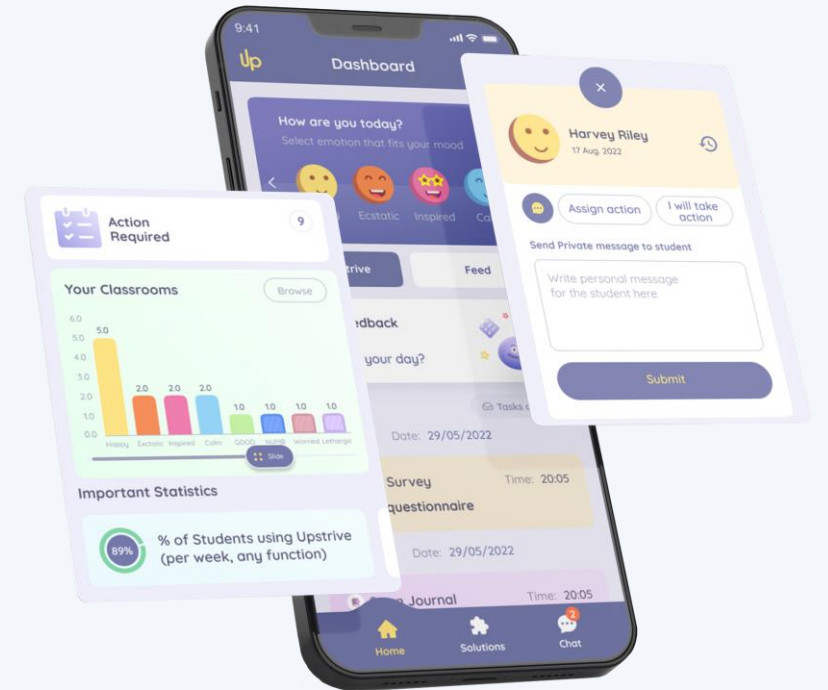 9:41
Up
Dashboard
How are you today?
Select emotion that fits your mood
Ecstatic
Inspired
Feed
your day?
Date: 29/05/2022
Survey
questionnaire
Time: 20:05
Date: 29/05/2022
Journal
Time: 20:05
Home
Solutions
2
Chat
Action
Required
9
Your Classrooms
Browse
6.0
5.0
4.0
3.0
2.0
1.0
0.0
5.0
2.0
2.0
2.0
1.0
1.0
1.0
1.0
Happy
Exctatic
Inspired
Calm
GOOD
NUMB
Worried
Lethargic
Slide
Important Statistics
89%
% of Students using Upstrive
(per week, any function)
Harvey Riley
17 Aug, 2022
Assign action
I will take
action
Send Private message to student
Write personal message
for the student here
Submit